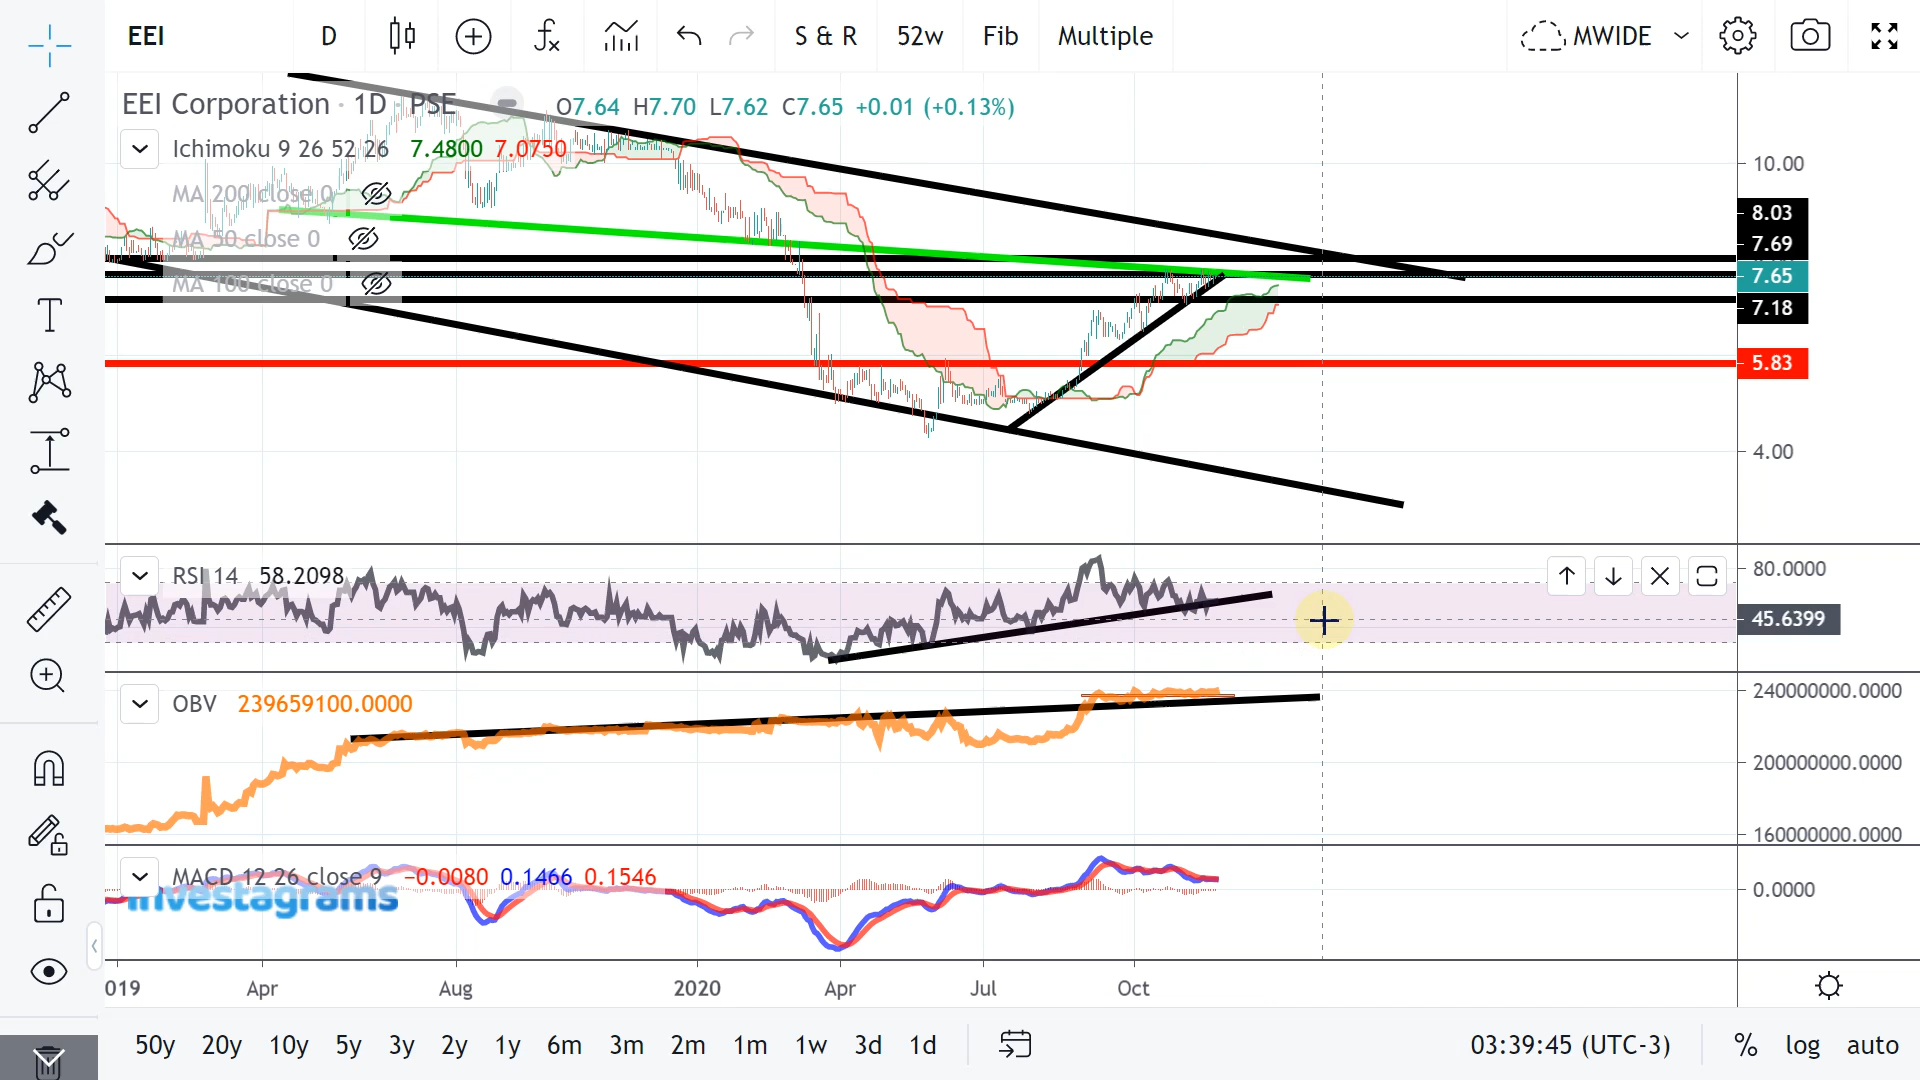 EEI D S & R 52w Fib Multiple MWIDE
EEI Corporation · 1D · PSE O7.64 H7.70 L7.62 C7.65 +0.01 (+0.13%)
Ichimoku 9 26 52 26 7.4800 7.0750
MA 200 close 0
MA 50 close 0
MA 100 close 0
10.00
8.03
7.69
7.65
7.18
5.83
4.00
RSI 14 58.2098
80.0000
45.6399
OBV 239659100.0000
240000000.0000
200000000.0000
160000000.0000
MACD 12 26 close 9 −0.0080 0.1466 0.1546
0.0000
Investagrams
019 Apr Aug 2020 Apr Jul Oct
50y 20y 10y 5y 3y 2y 1y 6m 3m 2m 1m 1w 3d 1d 03:39:45 (UTC-3) % log auto